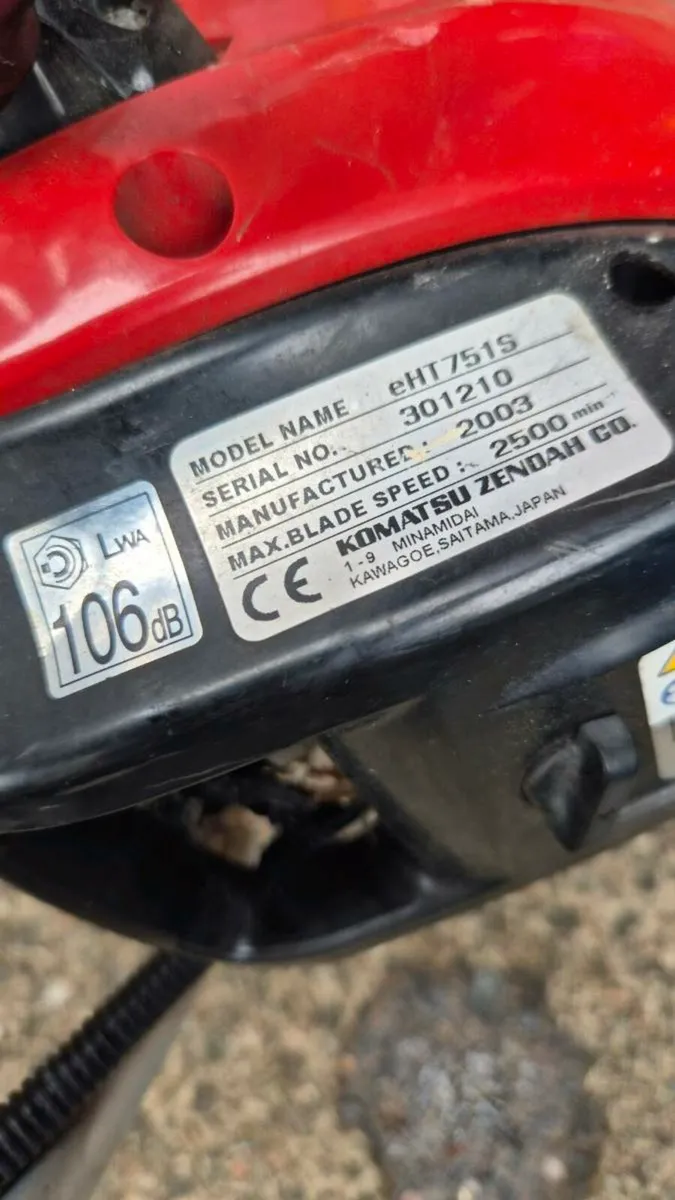 MODEL NAME eHT751S
SERIAL NO. 301210
MANUFACTURED: 2003
MAX.BLADE SPEED: 2500 min⁻¹
KOMATSU ZENOAH CO.
1-9 MINAMIDAI
KAWAGOE,SAITAMA,JAPAN
CE
LWA
106dB